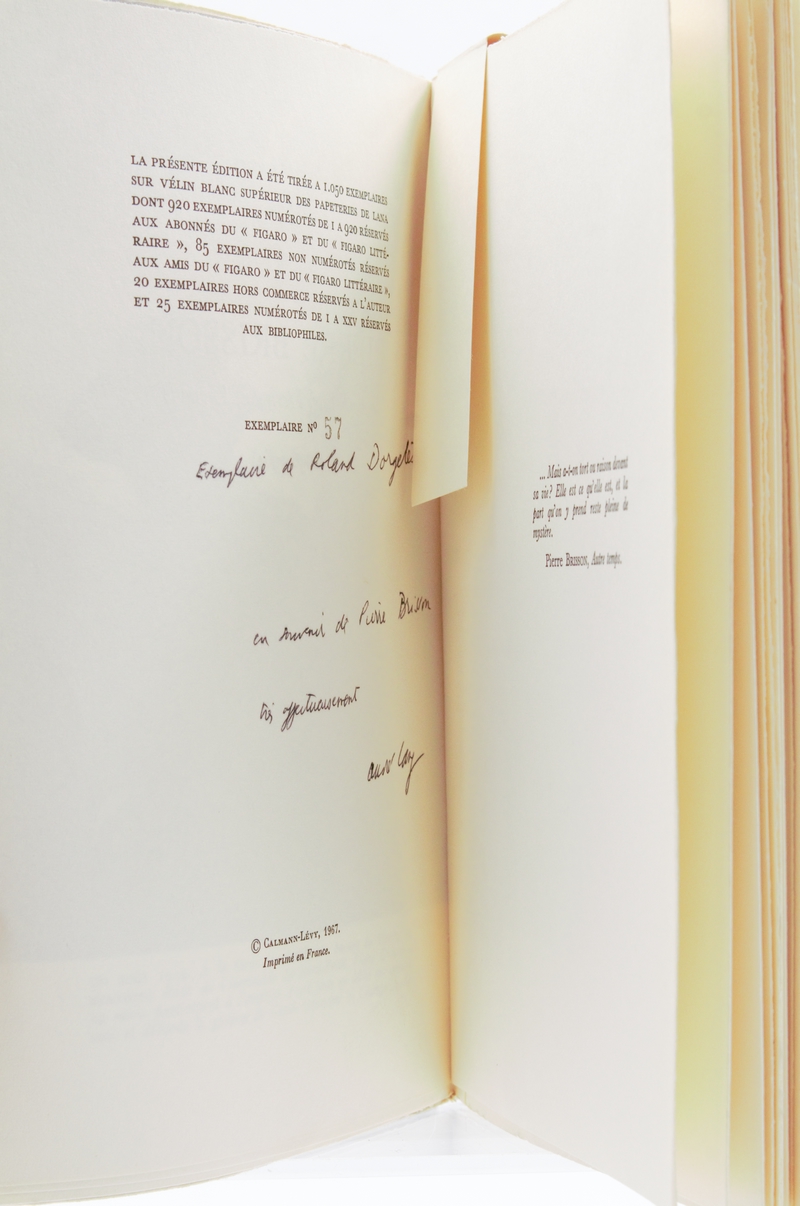 LA PRÉSENTE ÉDITION A ÉTÉ TIRÉE A 1.050 EXEMPLAIRES
SUR VÉLIN BLANC SUPÉRIEUR DES PAPETERIES DE LANA
DONT 920 EXEMPLAIRES NUMÉROTÉS DE 1 A 920 RÉSERVÉS
AUX ABONNÉS DU « FIGARO » ET DU « FIGARO LITTÉ-
RAIRE », 85 EXEMPLAIRES NON NUMÉROTÉS RÉSERVÉS
AUX AMIS DU « FIGARO » ET DU « FIGARO LITTÉRAIRE »,
20 EXEMPLAIRES HORS COMMERCE RÉSERVÉS A L'AUTEUR
ET 25 EXEMPLAIRES NUMÉROTÉS DE I A XXV RÉSERVÉS
AUX BIBLIOPHILES.
EXEMPLAIRE Nº 57
Exemplaire de Roland Dorgelès
en souvenir de Pierre Brisson
très affectueusement
© CALMANN-LÉVY, 1967.
Imprimé en France.
... Mais a-t-on tort ou raison devant
sa vie? Elle est ce qu'elle est, et la
part qu'on y prend reste pleine de
mystère.
Pierre BRISSON, Autre temps.